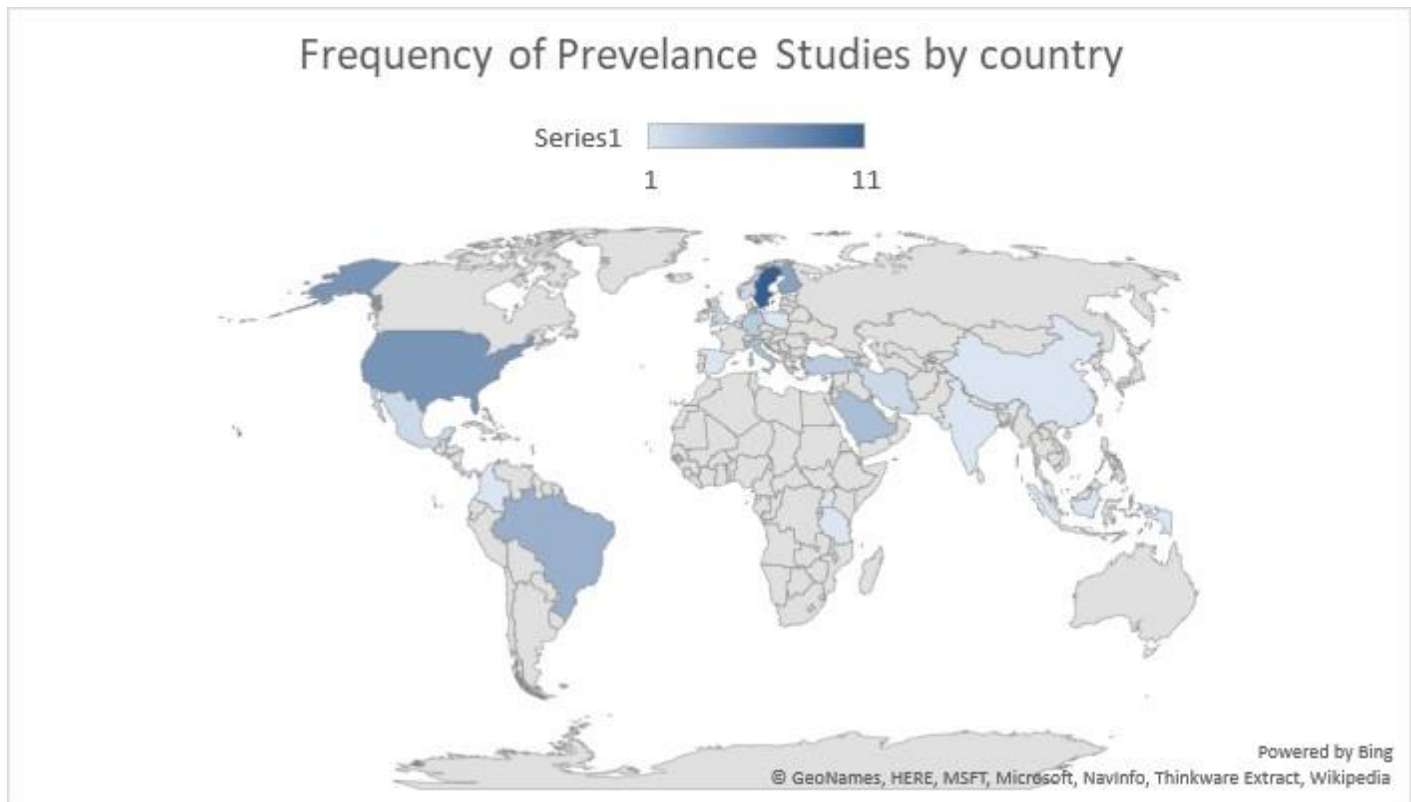 Frequency of Prevelance Studies by country
Series1
1 11
Powered by Bing
© GeoNames, HERE, MSFT, Microsoft, NavInfo, Thinkware Extract, Wikipedia